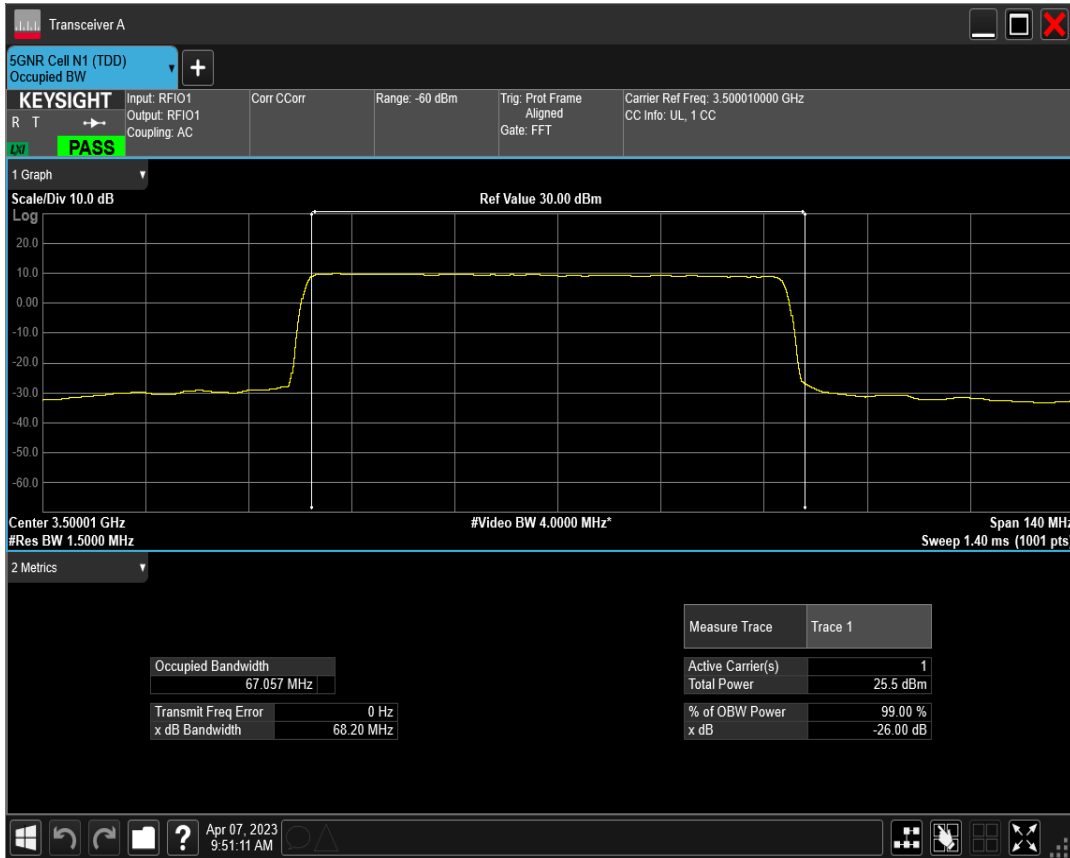 Transceiver A
5GNR Cell N1 (TDD)
Occupied BW
+
KEYSIGHT
R T
LXI
PASS
Input: RFIO1
Output: RFIO1
Coupling: AC
Corr CCorr
Range: -60 dBm
Trig: Prot Frame
Aligned
Gate: FFT
Carrier Ref Freq: 3.500010000 GHz
CC Info: UL, 1 CC
1 Graph
Scale/Div 10.0 dB
Ref Value 30.00 dBm
Log
20.0
10.0
0.00
-10.0
-20.0
-30.0
-40.0
-50.0
-60.0
Center 3.50001 GHz
#Video BW 4.0000 MHz*
Span 140 MHz
#Res BW 1.5000 MHz
Sweep 1.40 ms (1001 pts)
2 Metrics
Measure Trace Trace 1
Occupied Bandwidth
67.057 MHz
Active Carrier(s) 1
Total Power 25.5 dBm
Transmit Freq Error 0 Hz
x dB Bandwidth 68.20 MHz
% of OBW Power 99.00 %
x dB -26.00 dB
?
Apr 07, 2023
9:51:11 AM